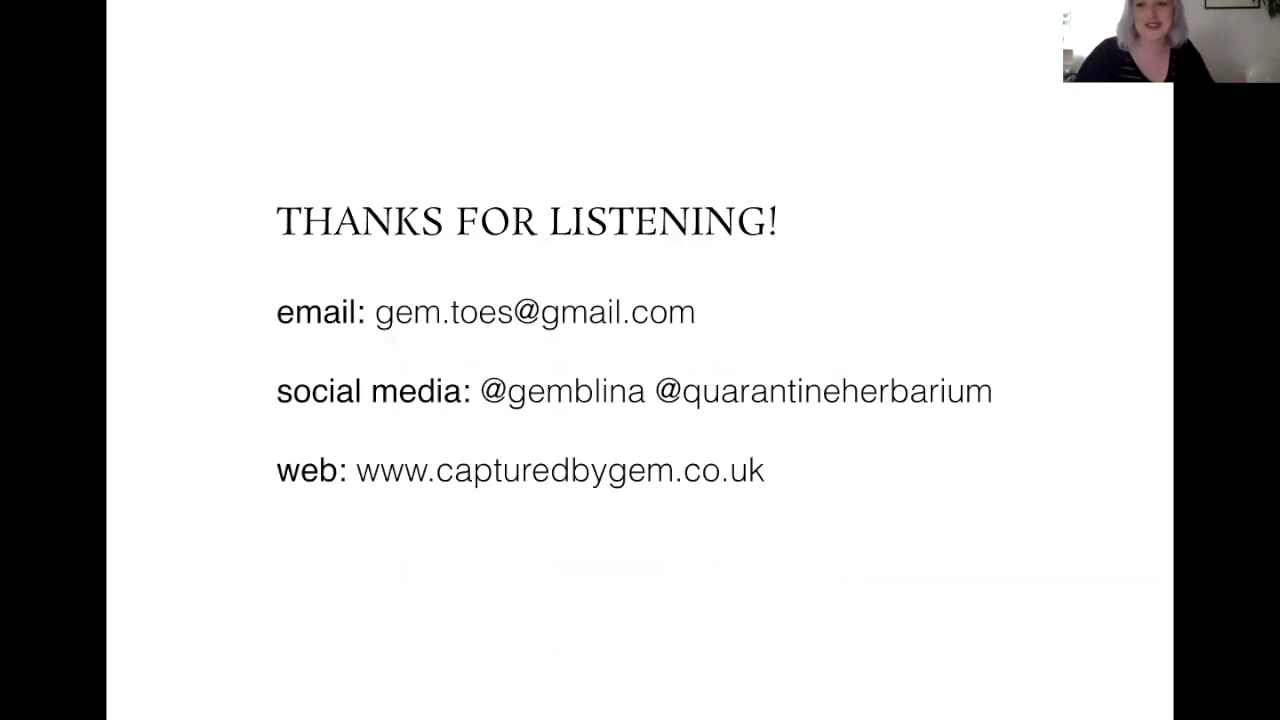 THANKS FOR LISTENING!
email: gem.toes@gmail.com
social media: @gemblina @quarantineherbarium
web: www.capturedbygem.co.uk